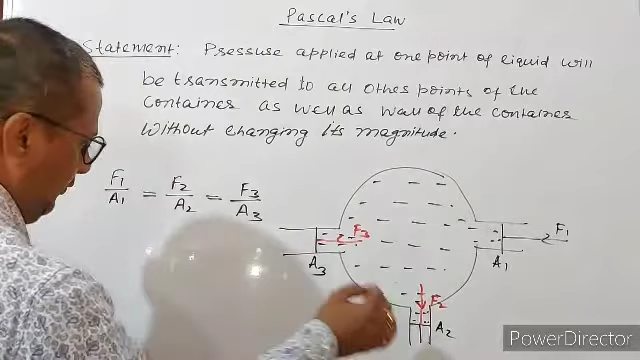 Pascal's Law
Statement: Pressure applied at one point of liquid will
be transmitted to all other points of the
container as well as wall of the container
without changing its magnitude.
F1/A1 = F2/A2 = F3/A3
F3
F1
A3
A1
F2
A2
PowerDirector